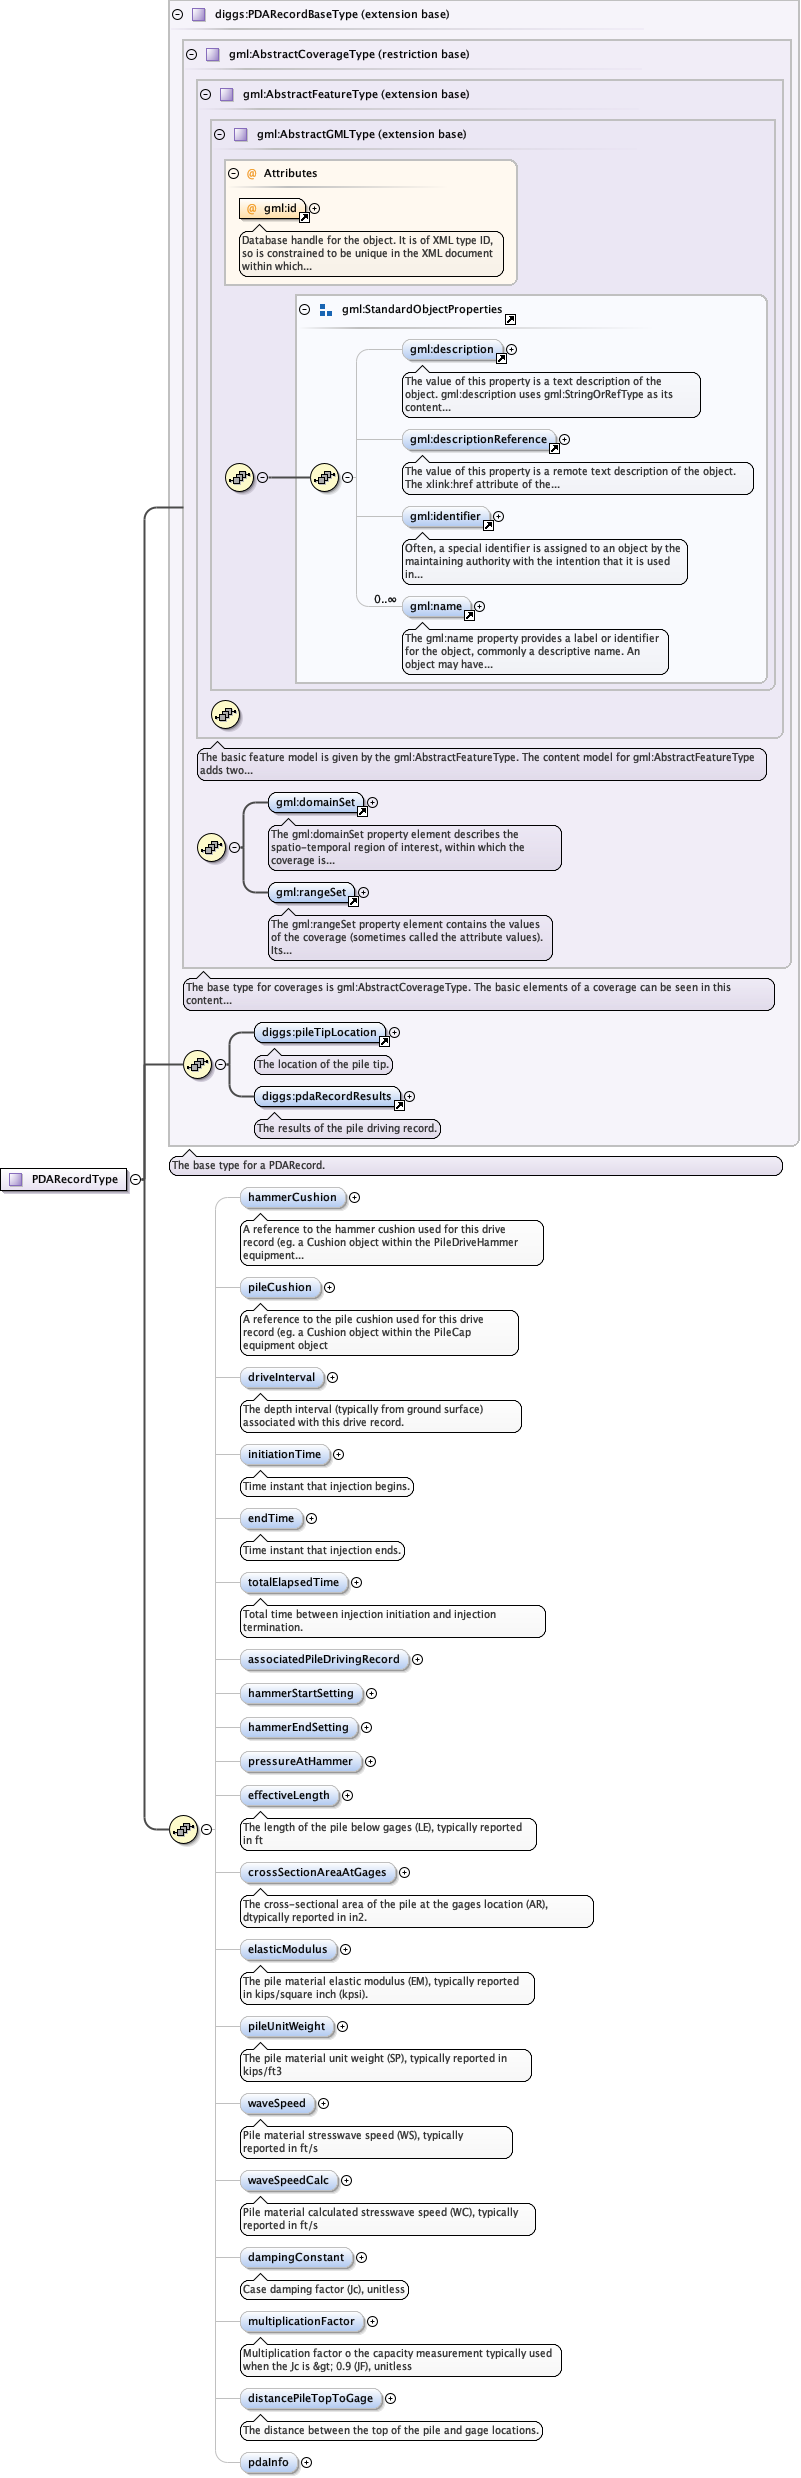 diggs:PDARecordBaseType (extension base)
gml:AbstractCoverageType (restriction base)
gml:AbstractFeatureType (extension base)
gml:AbstractGMLType (extension base)
@ Attributes
@ gml:id
Database handle for the object. It is of XML type ID,
so is constrained to be unique in the XML document
within which...
gml:StandardObjectProperties
gml:description
The value of this property is a text description of the
object. gml:description uses gml:StringOrRefType as its
content...
gml:descriptionReference
The value of this property is a remote text description of the object.
The xlink:href attribute of the...
gml:identifier
Often, a special identifier is assigned to an object by the
maintaining authority with the intention that it is used
in...
0..∞
gml:name
The gml:name property provides a label or identifier
for the object, commonly a descriptive name. An
object may have...
The basic feature model is given by the gml:AbstractFeatureType. The content model for gml:AbstractFeatureType
adds two...
gml:domainSet
The gml:domainSet property element describes the
spatio-temporal region of interest, within which the
coverage is...
gml:rangeSet
The gml:rangeSet property element contains the values
of the coverage (sometimes called the attribute values).
Its...
The base type for coverages is gml:AbstractCoverageType. The basic elements of a coverage can be seen in this
content...
diggs:pileTipLocation
The location of the pile tip.
diggs:pdaRecordResults
The results of the pile driving record.
The base type for a PDARecord.
PDARecordType
hammerCushion
A reference to the hammer cushion used for this drive
record (eg. a Cushion object within the PileDriveHammer
equipment...
pileCushion
A reference to the pile cushion used for this drive
record (eg. a Cushion object within the PileCap
equipment object
driveInterval
The depth interval (typically from ground surface)
associated with this drive record.
initiationTime
Time instant that injection begins.
endTime
Time instant that injection ends.
totalElapsedTime
Total time between injection initiation and injection
termination.
associatedPileDrivingRecord
hammerStartSetting
hammerEndSetting
pressureAtHammer
effectiveLength
The length of the pile below gages (LE), typically reported
in ft
crossSectionAreaAtGages
The cross-sectional area of the pile at the gages location (AR),
dtypically reported in in2.
elasticModulus
The pile material elastic modulus (EM), typically reported
in kips/square inch (kpsi).
pileUnitWeight
The pile material unit weight (SP), typically reported in
kips/ft3
waveSpeed
Pile material stresswave speed (WS), typically
reported in ft/s
waveSpeedCalc
Pile material calculated stresswave speed (WC), typically
reported in ft/s
dampingConstant
Case damping factor (Jc), unitless
multiplicationFactor
Multiplication factor o the capacity measurement typically used
when the Jc is &gt; 0.9 (JF), unitless
distancePileTopToGage
The distance between the top of the pile and gage locations.
pdaInfo